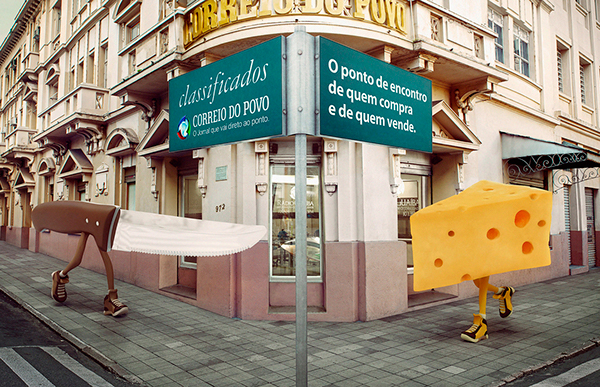 CORREIO DO POVO
classificados
CORREIO DO POVO
O Jornal que vai direto ao ponto.
O ponto de encontro
de quem compra
e de quem vende.
972